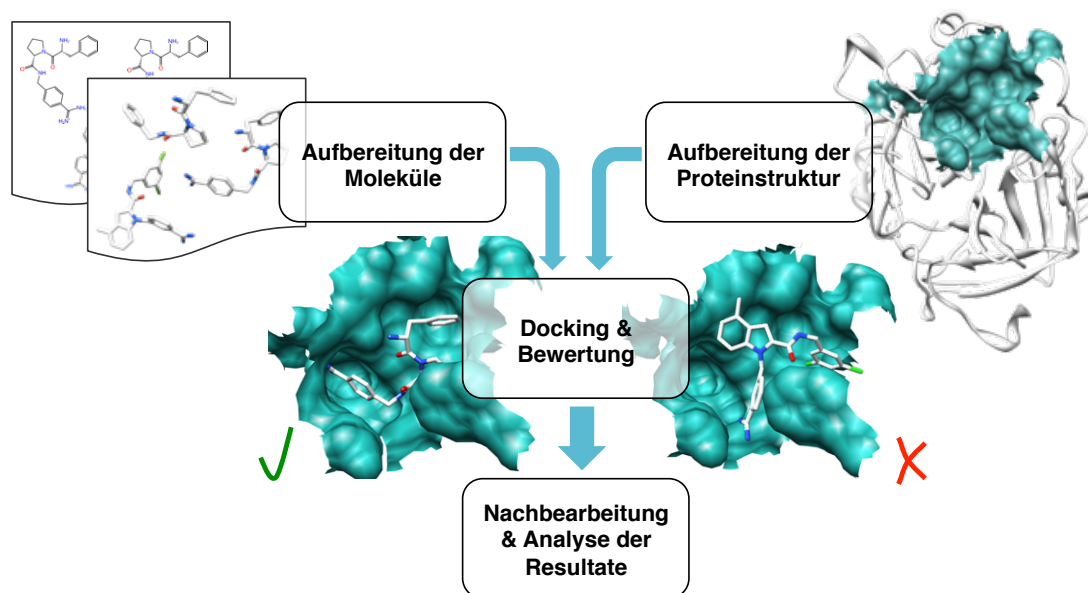 Aufbereitung der
Moleküle
Aufbereitung der
Proteinstruktur
Docking &
Bewertung
Nachbearbeitung
& Analyse der
Resultate